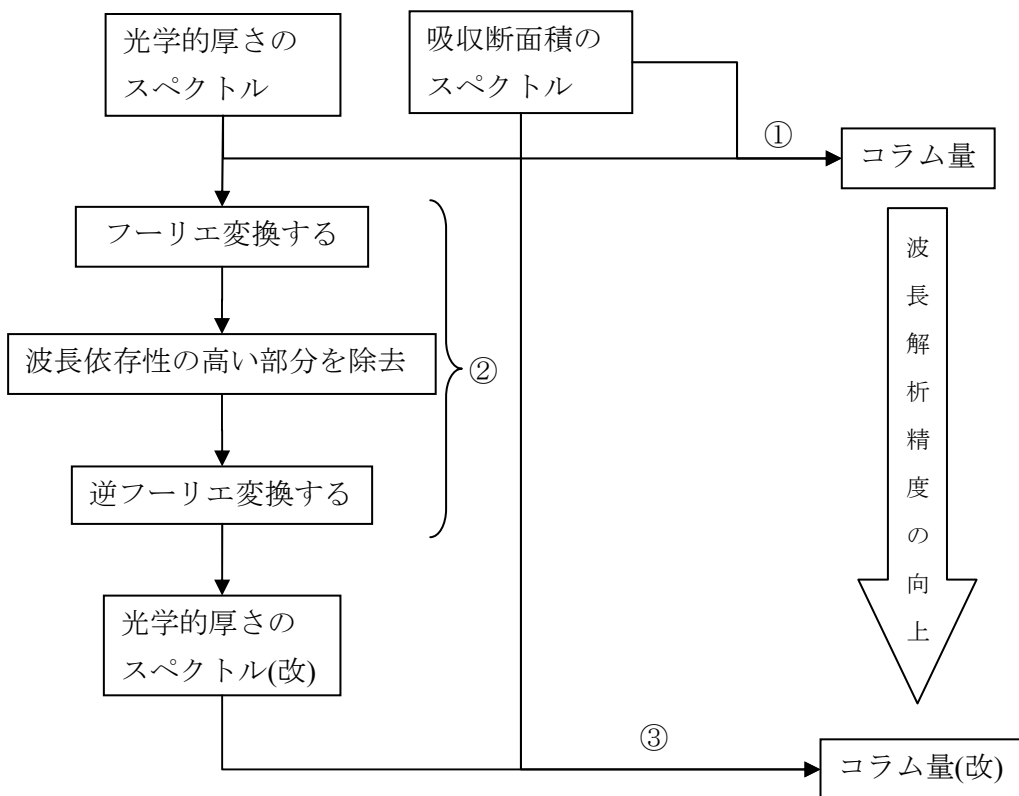 光学的厚さの
スペクトル
吸収断面積の
スペクトル
①
コラム量
フーリエ変換する
波長依存性の高い部分を除去
②
逆フーリエ変換する
波長解析精度の向上
光学的厚さの
スペクトル(改)
③
コラム量(改)